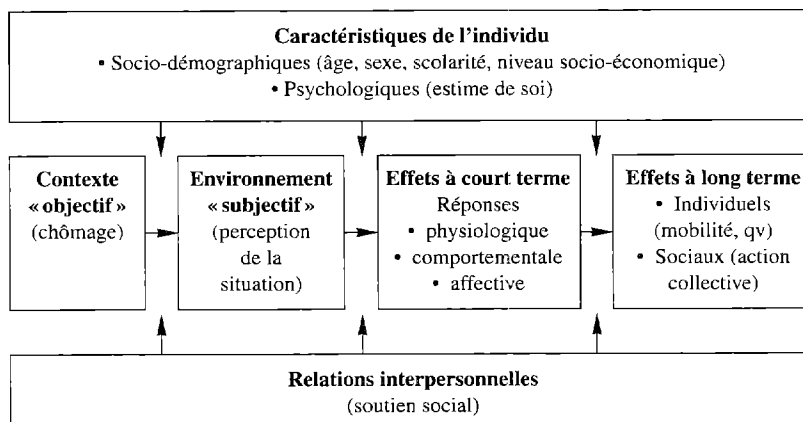 Caractéristiques de l'individu
• Socio-démographiques (âge, sexe, scolarité, niveau socio-économique)
• Psychologiques (estime de soi)
Contexte
« objectif »
(chômage)
Environnement
« subjectif »
(perception
de la
situation)
Effets à court terme
Réponses
• physiologique
• comportementale
• affective
Effets à long terme
• Individuels
(mobilité, qv)
• Sociaux (action
collective)
Relations interpersonnelles
(soutien social)